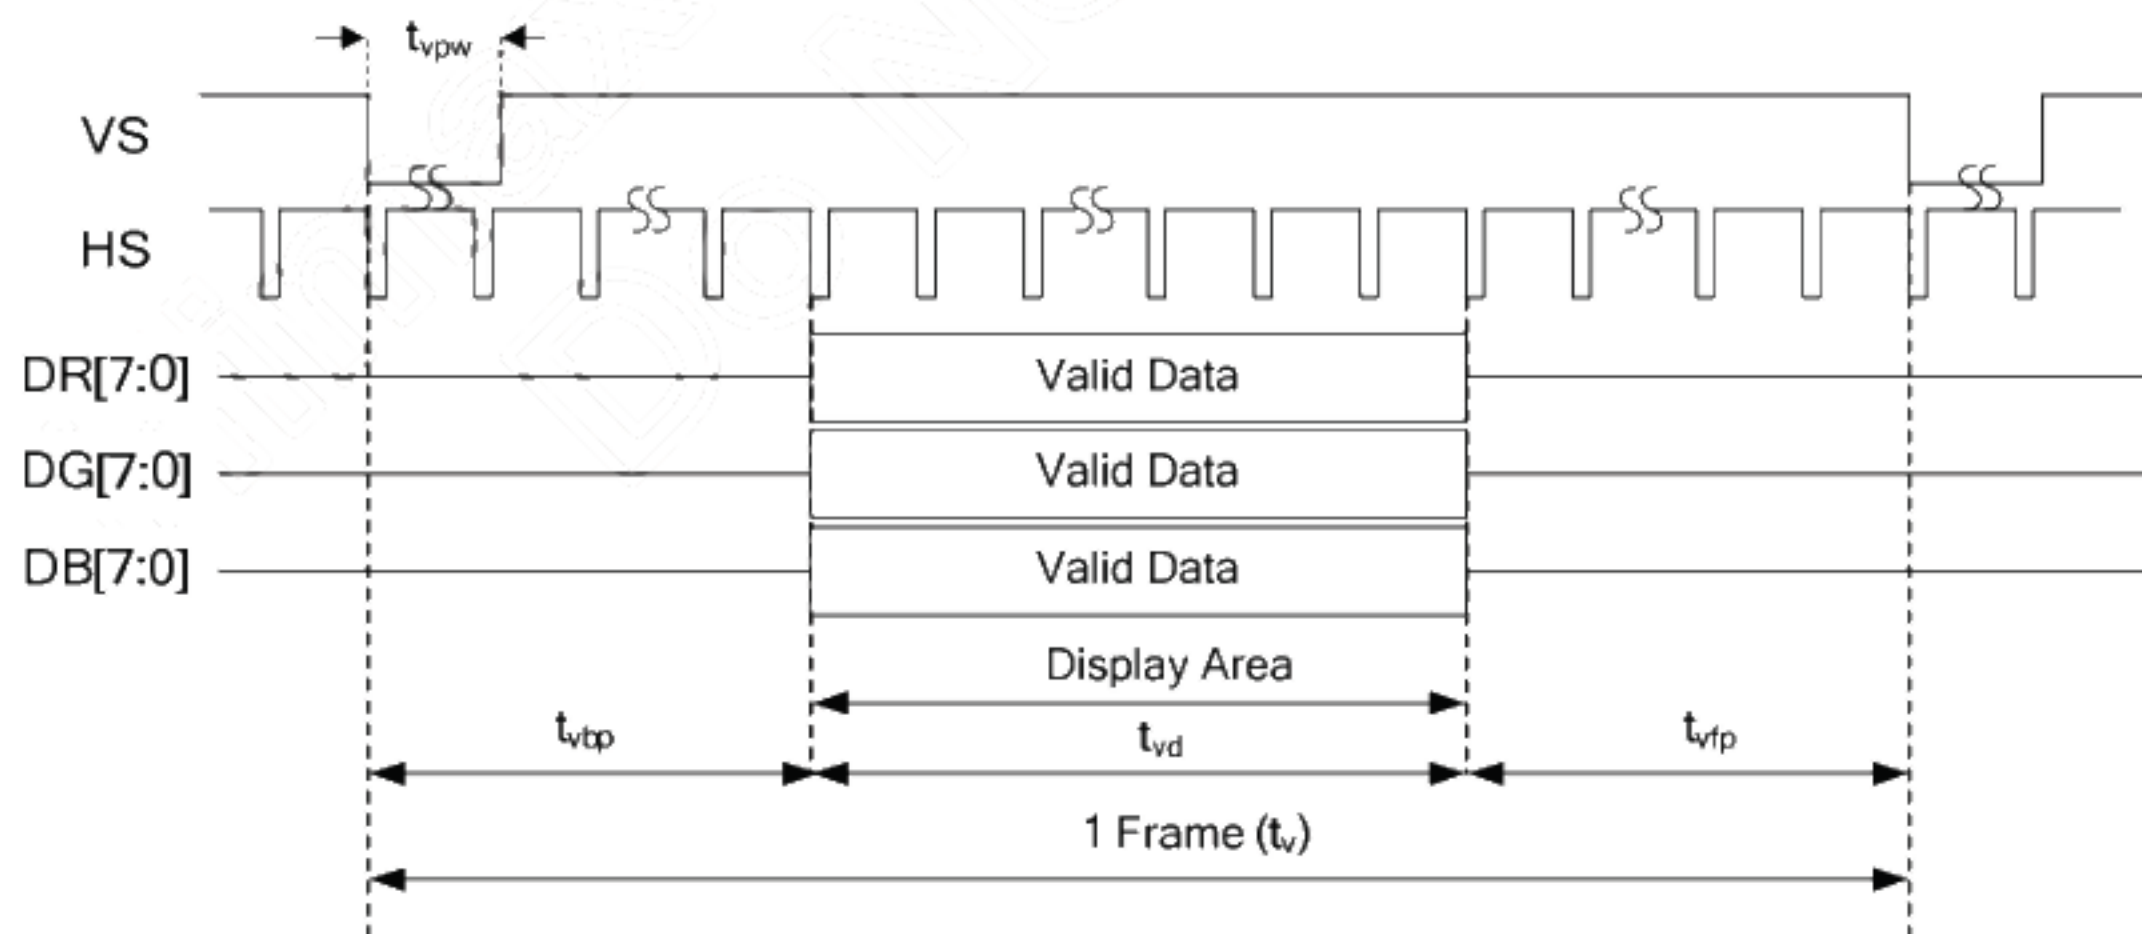 tvpw
VS
HS
DR[7:0] Valid Data
DG[7:0] Valid Data
DB[7:0] Valid Data
Display Area
tvbp tvd tvfp
1 Frame (tv)